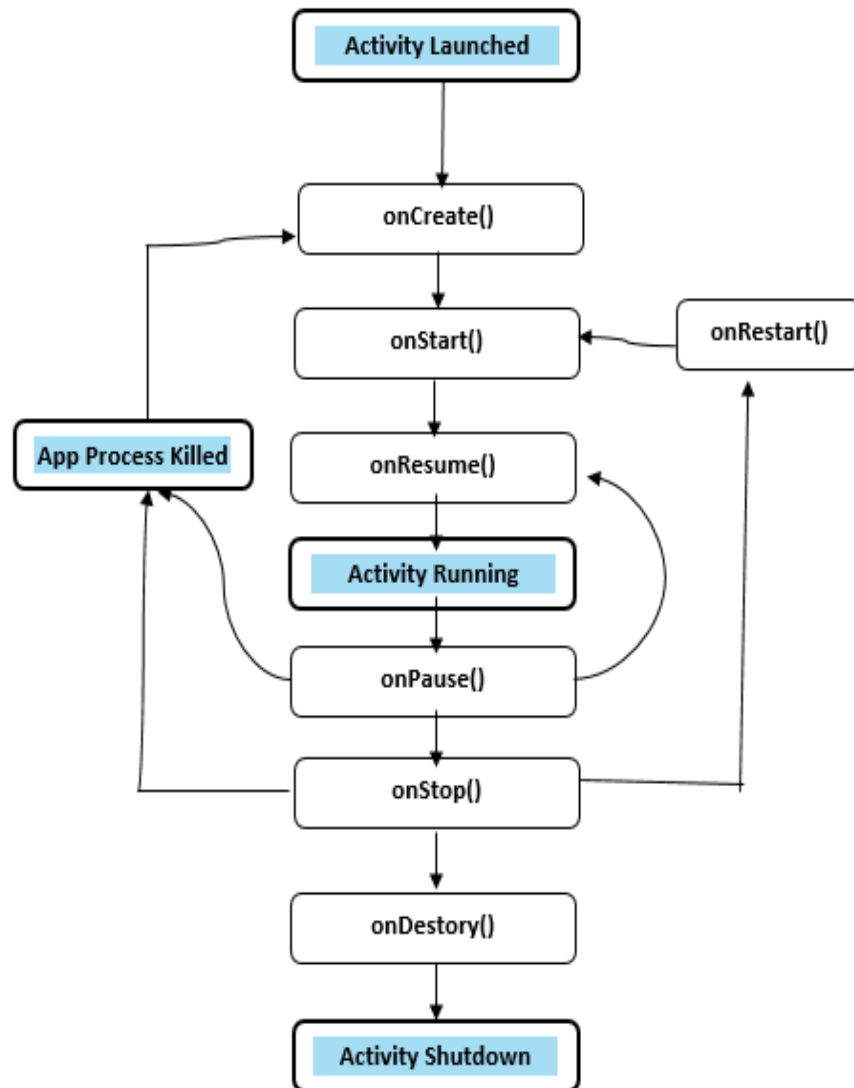 Activity Launched
onCreate()
onStart()
onRestart()
onResume()
App Process Killed
Activity Running
onPause()
onStop()
onDestory()
Activity Shutdown